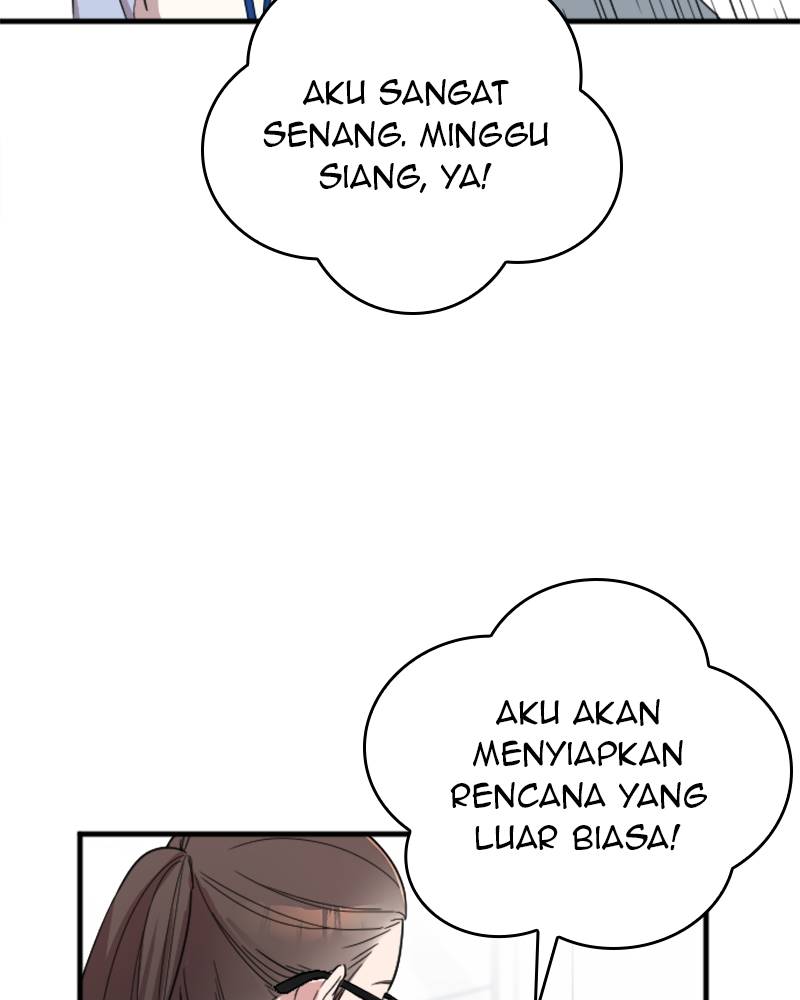 AKU SANGAT
SENANG. MINGGU
SIANG, YA!
AKU AKAN
MENYIAPKAN
RENCANA YANG
LUAR BIASA!